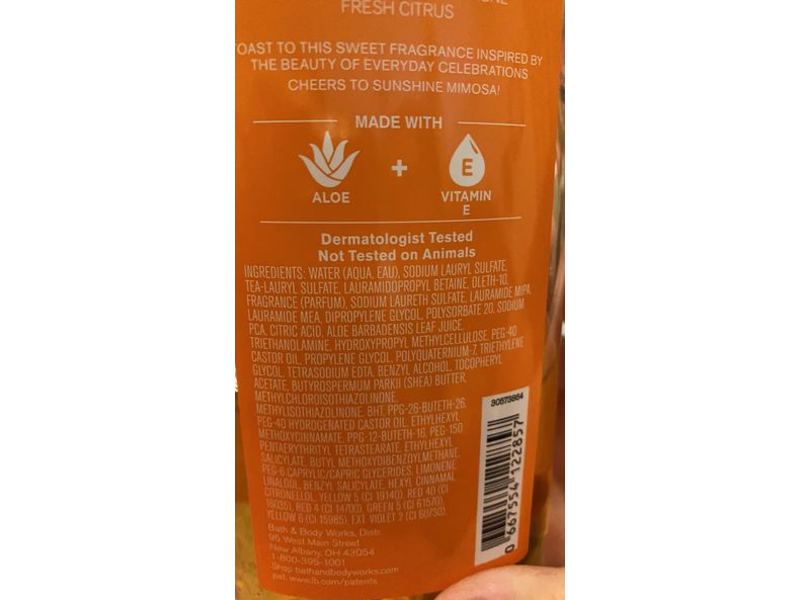 FRESH CITRUS
TOAST TO THIS SWEET FRAGRANCE INSPIRED BY
THE BEAUTY OF EVERYDAY CELEBRATIONS
CHEERS TO SUNSHINE MIMOSA!
MADE WITH
ALOE
+
E
VITAMIN
E
Dermatologist Tested
Not Tested on Animals
INGREDIENTS: WATER (AQUA, EAU), SODIUM LAURYL SULFATE,
TEA-LAURYL SULFATE, LAURAMIDOPROPYL BETAINE, OLETH-10,
FRAGRANCE (PARFUM), SODIUM LAURETH SULFATE, LAURAMIDE MIPA,
LAURAMIDE MEA, DIPROPYLENE GLYCOL, POLYSORBATE 20, SODIUM
PCA, CITRIC ACID, ALOE BARBADENSIS LEAF JUICE,
TRIETHANOLAMINE, HYDROXYPROPYL METHYLCELLULOSE, PEG-40
CASTOR OIL, PROPYLENE GLYCOL, POLYQUATERNIUM-7, TRIETHYLENE
GLYCOL, TETRASODIUM EDTA, BENZYL ALCOHOL, TOCOPHERYL
ACETATE, BUTYROSPERMUM PARKII (SHEA) BUTTER,
METHYLCHLOROISOTHIAZOLINONE,
METHYLISOTHIAZOLINONE, BHT, PPG-26-BUTETH-26,
PEG-40 HYDROGENATED CASTOR OIL, ETHYLHEXYL
METHOXYCINNAMATE, PPG-12-BUTETH-16, PEG-150
PENTAERYTHRITYL TETRASTEARATE, ETHYLHEXYL
SALICYLATE, BUTYL METHOXYDIBENZOYLMETHANE,
PEG-6 CAPRYLIC/CAPRIC GLYCERIDES, LIMONENE,
LINALOOL, BENZYL SALICYLATE, HEXYL CINNAMAL,
CITRONELLOL, YELLOW 5 (CI 19140), RED 40 (CI
16035), RED 4 (CI 14700), GREEN 5 (CI 61570),
YELLOW 6 (CI 15985), EXT. VIOLET 2 (CI 60730).
Bath & Body Works, Distr.
95 West Main Street
New Albany, OH 43054
1-800-395-1001
Shop bathandbodyworks.com
pat. www.lb.com/patents
30573864
0 667554 122857